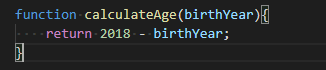 function calculateAge(birthYear){
    return 2018 - birthYear;
}